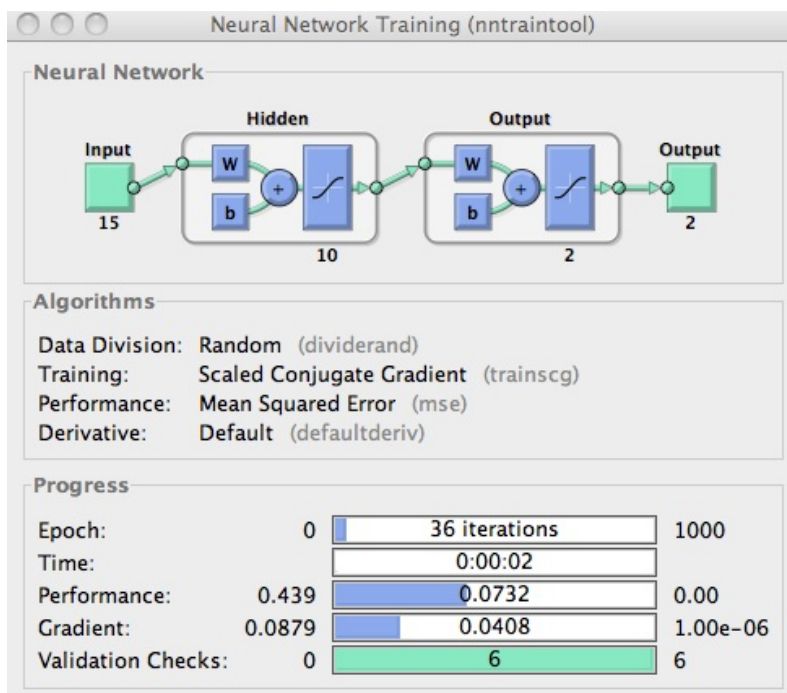 Neural Network Training (nntraintool)
Neural Network
Hidden Output
Input Output
W W
+ +
b b
15 2
10 2
Algorithms
Data Division: Random (dividerand)
Training: Scaled Conjugate Gradient (trainscg)
Performance: Mean Squared Error (mse)
Derivative: Default (defaultderiv)
Progress
Epoch: 0 36 iterations 1000
Time: 0:00:02
Performance: 0.439 0.0732 0.00
Gradient: 0.0879 0.0408 1.00e-06
Validation Checks: 0 6 6